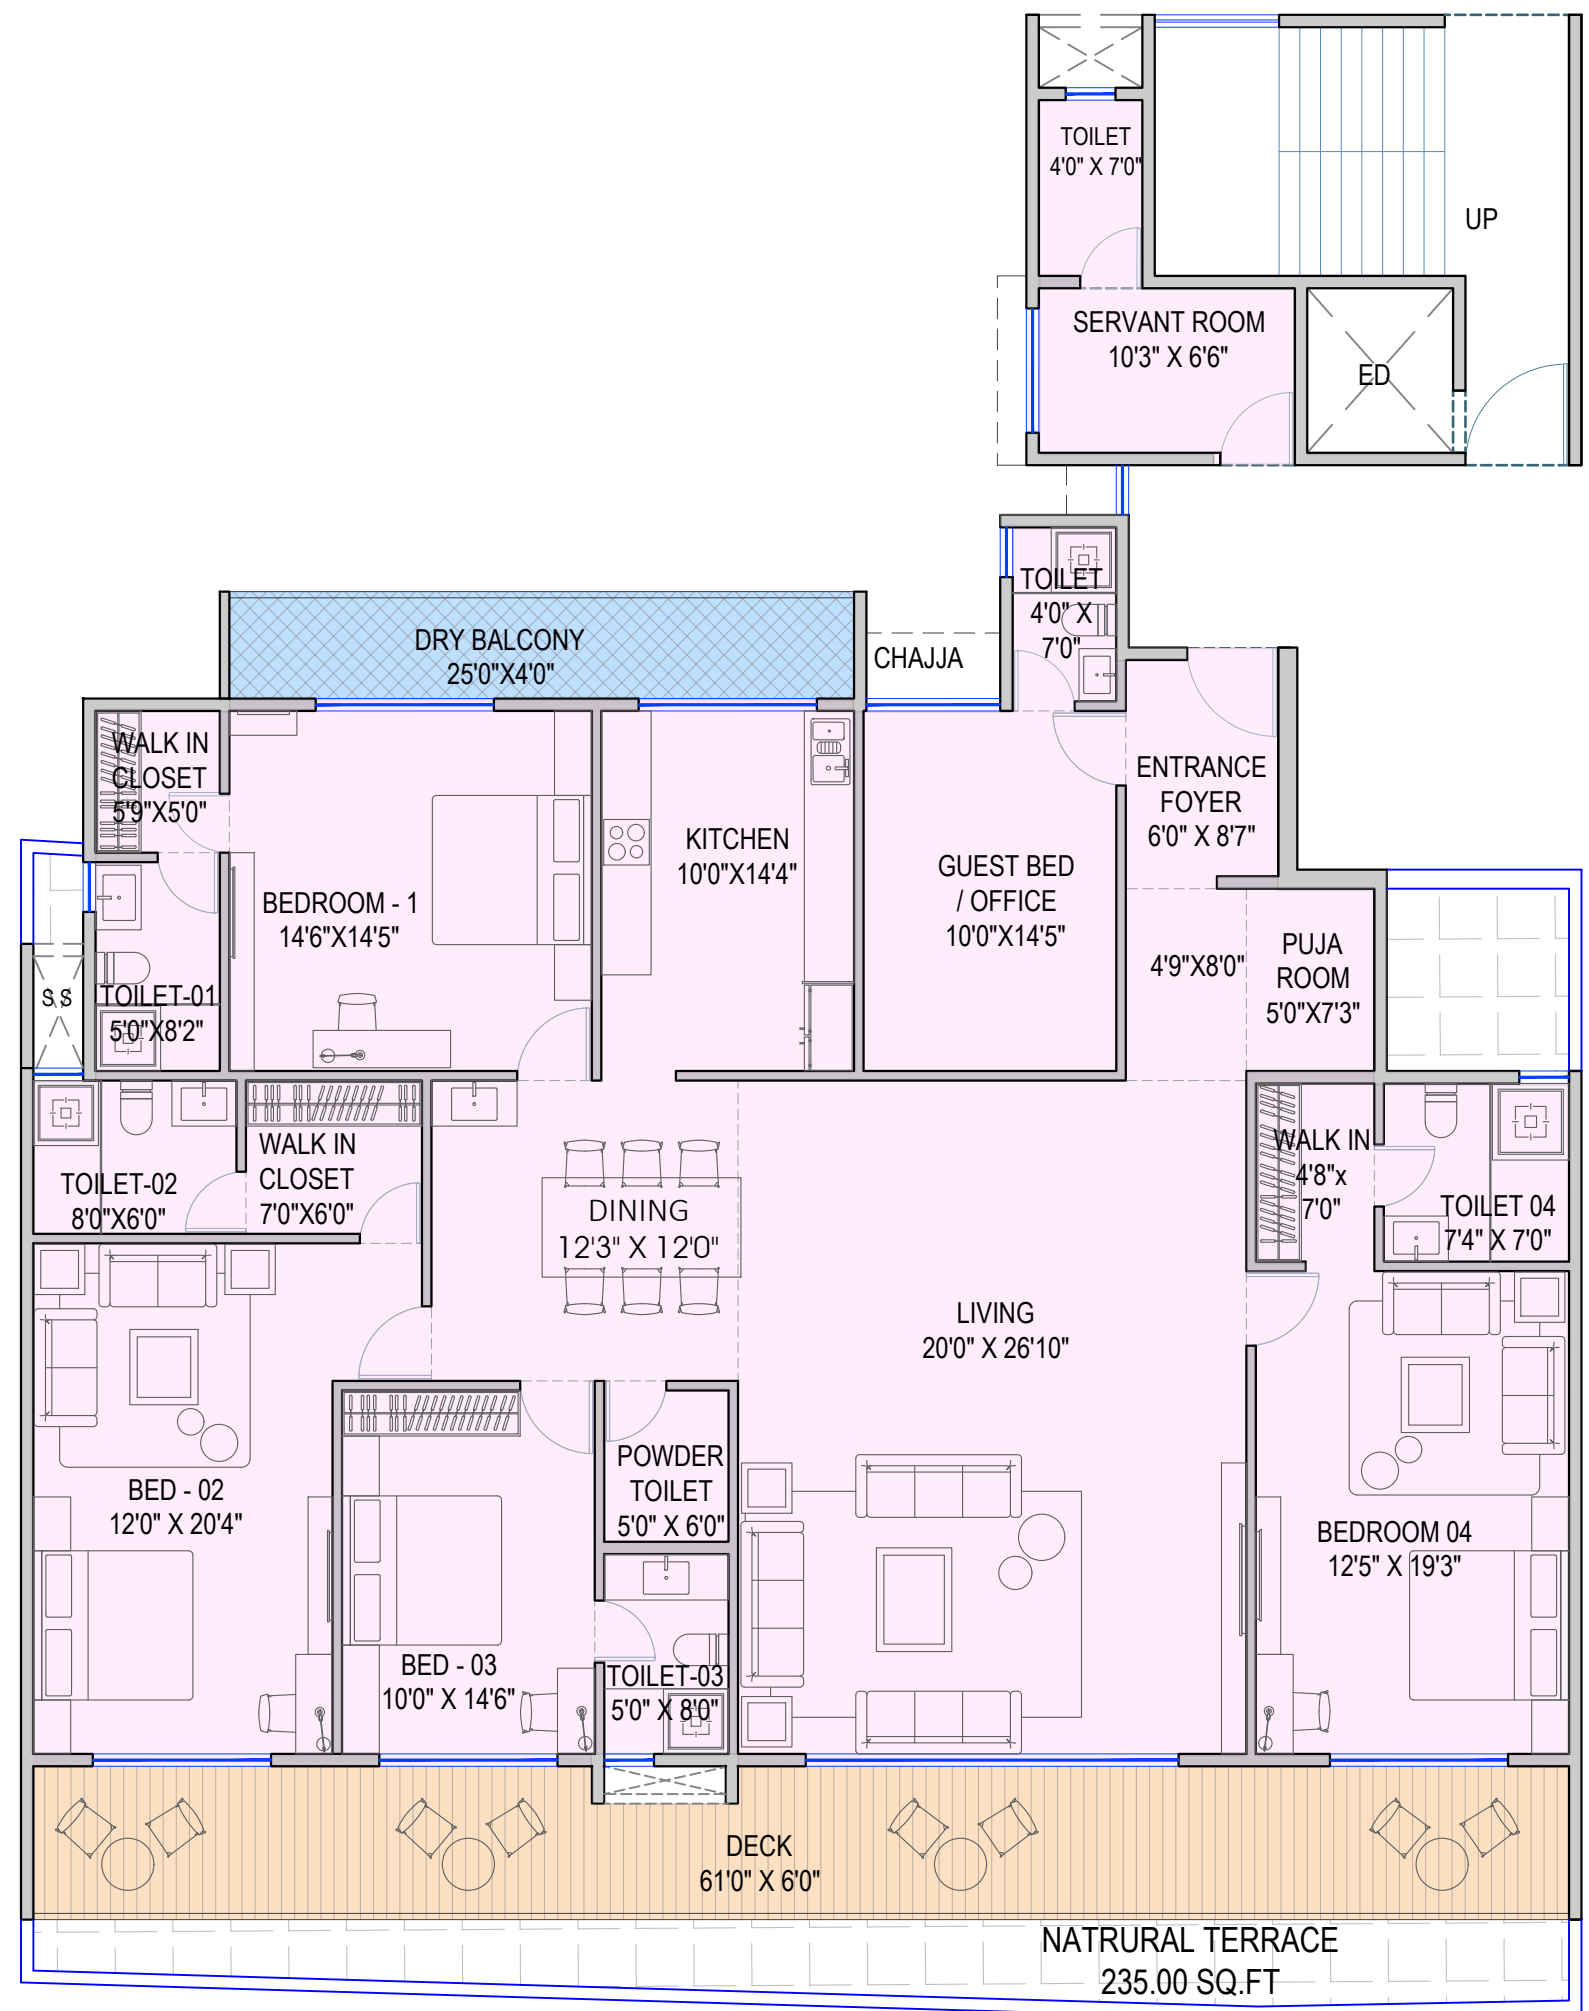 TOILET
4'0" X 7'0"
UP
SERVANT ROOM
10'3" X 6'6"
ED
TOILET
4'0" X
7'0"
DRY BALCONY
25'0"X4'0"
CHAJJA
WALK IN
CLOSET
5'9"X5'0"
ENTRANCE
FOYER
6'0" X 8'7"
KITCHEN
10'0"X14'4"
GUEST BED
/ OFFICE
10'0"X14'5"
BEDROOM - 1
14'6"X14'5"
4'9"X8'0"
PUJA
ROOM
5'0"X7'3"
S.S
TOILET-01
5'0"X8'2"
WALK IN
CLOSET
7'0"X6'0"
TOILET-02
8'0"X6'0"
DINING
12'3" X 12'0"
WALK IN
4'8"x
7'0"
TOILET 04
7'4" X 7'0"
LIVING
20'0" X 26'10"
POWDER
TOILET
5'0" X 6'0"
BED - 02
12'0" X 20'4"
BEDROOM 04
12'5" X 19'3"
BED - 03
10'0" X 14'6"
TOILET-03
5'0" X 8'0"
DECK
61'0" X 6'0"
NATRURAL TERRACE
235.00 SQ.FT